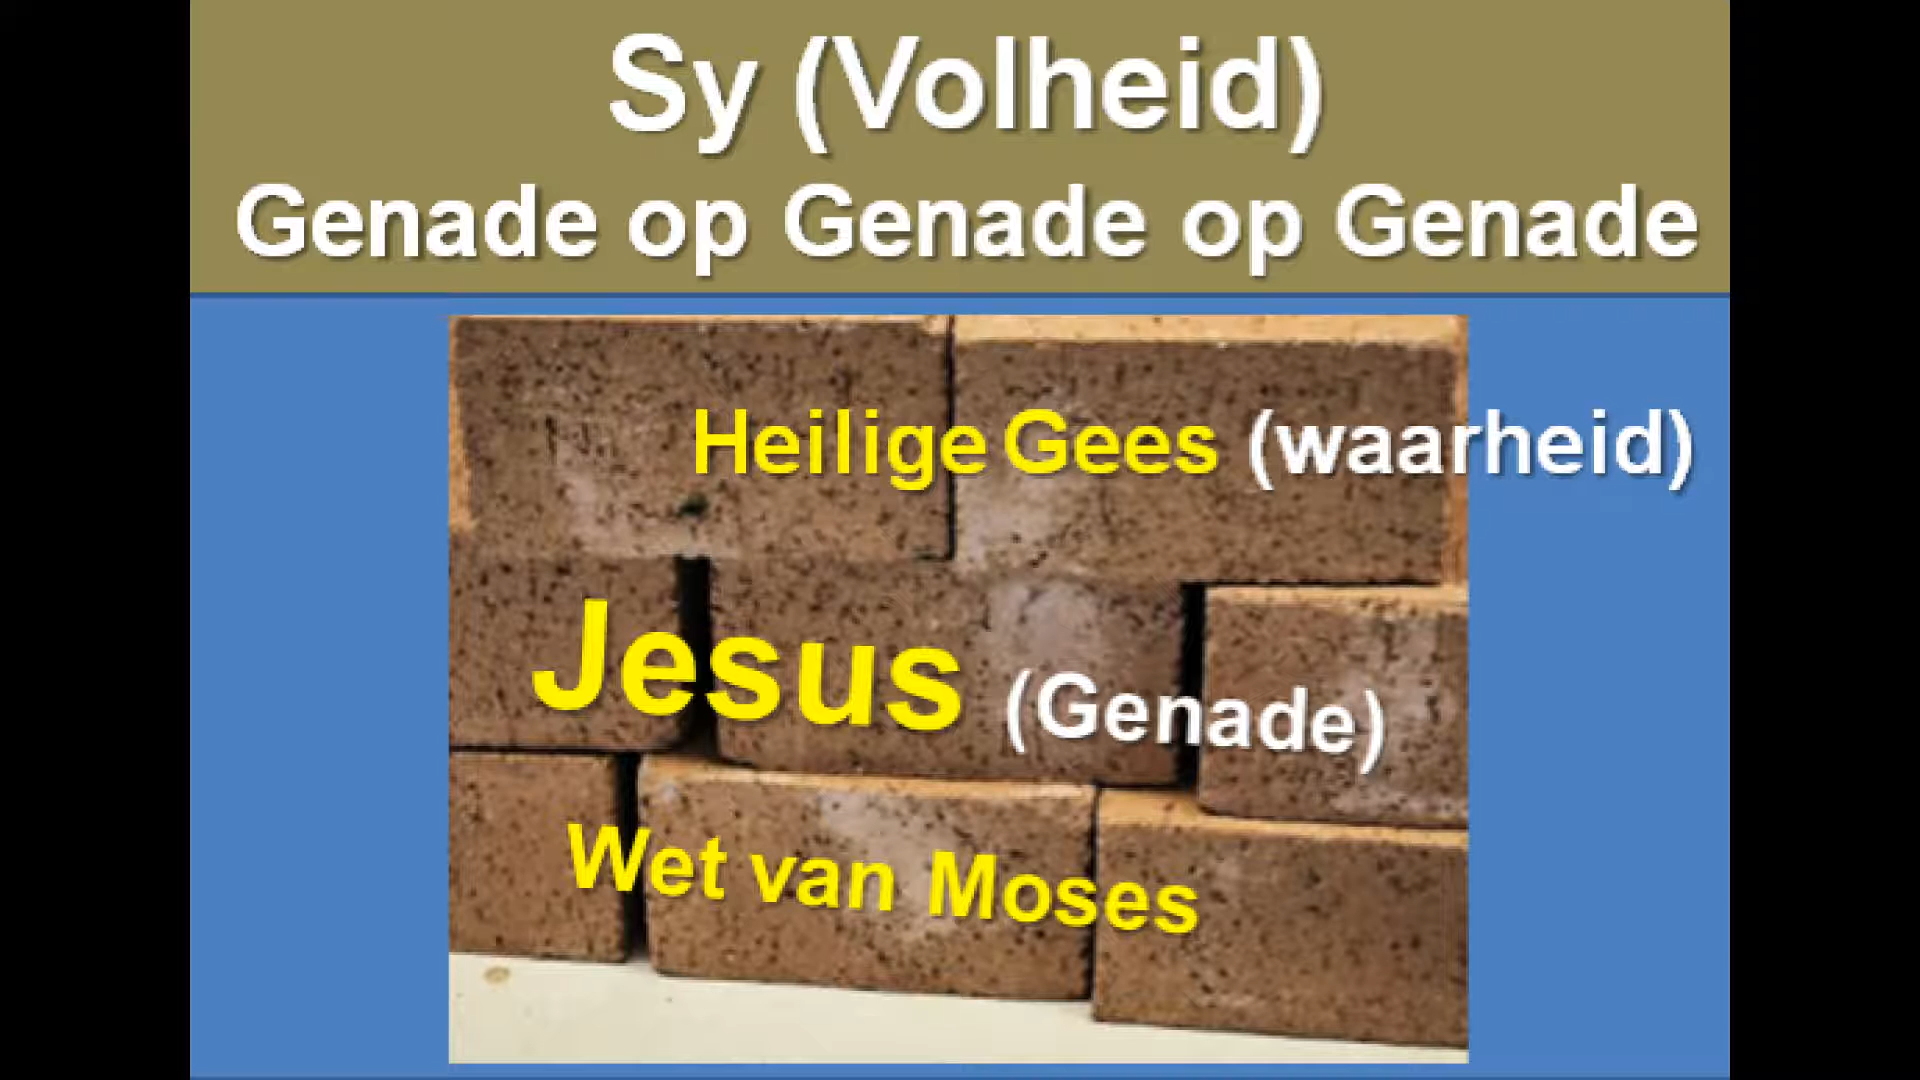 Sy (Volheid)
Genade op Genade op Genade
Heilige Gees (waarheid)
Jesus (Genade)
Wet van Moses